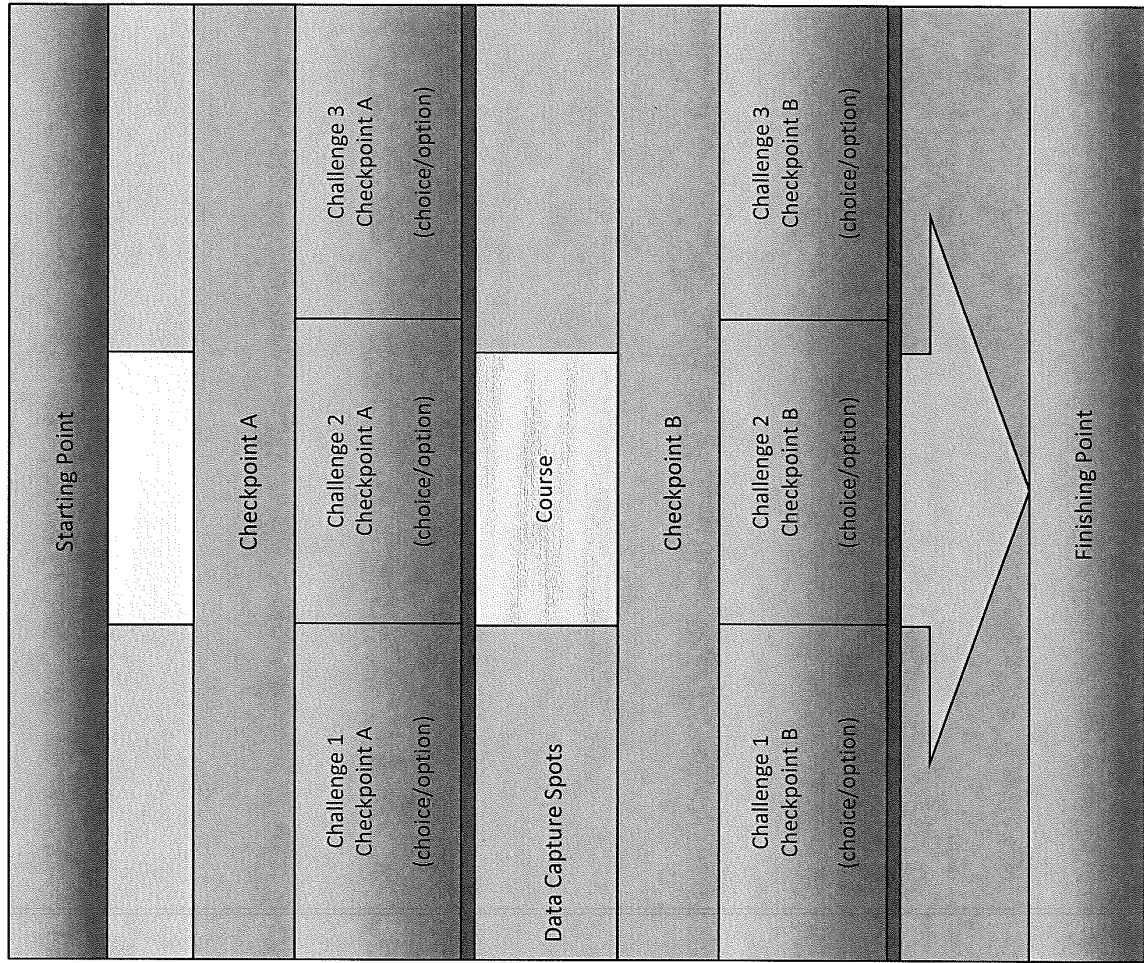 Starting Point
Checkpoint A
Challenge 1
Checkpoint A
(choice/option)
Challenge 2
Checkpoint A
(choice/option)
Challenge 3
Checkpoint A
(choice/option)
Data Capture Spots
Course
Checkpoint B
Challenge 1
Checkpoint B
(choice/option)
Challenge 2
Checkpoint B
(choice/option)
Challenge 3
Checkpoint B
(choice/option)
Finishing Point